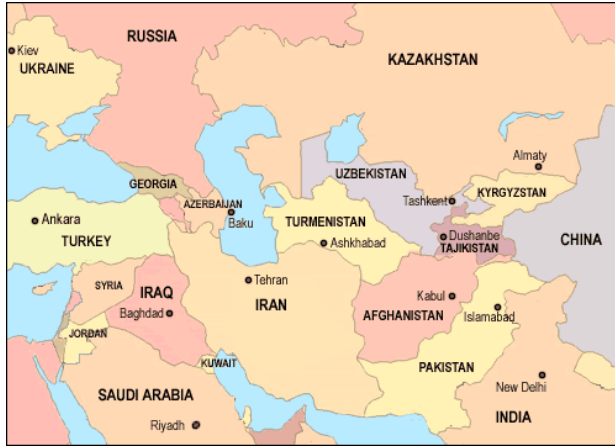 RUSSIA
Kiev
UKRAINE
KAZAKHSTAN
Almaty
UZBEKISTAN
GEORGIA
KYRGYZSTAN
AZERBAIJAN
Tashkent
Baku
Ankara
TURMENISTAN
Dushanbe
TURKEY
Ashkhabad
TAJIKISTAN
CHINA
Tehran
SYRIA
IRAQ
IRAN
Kabul
Baghdad
AFGHANISTAN
Islamabad
JORDAN
KUWAIT
PAKISTAN
New Delhi
SAUDI ARABIA
INDIA
Riyadh